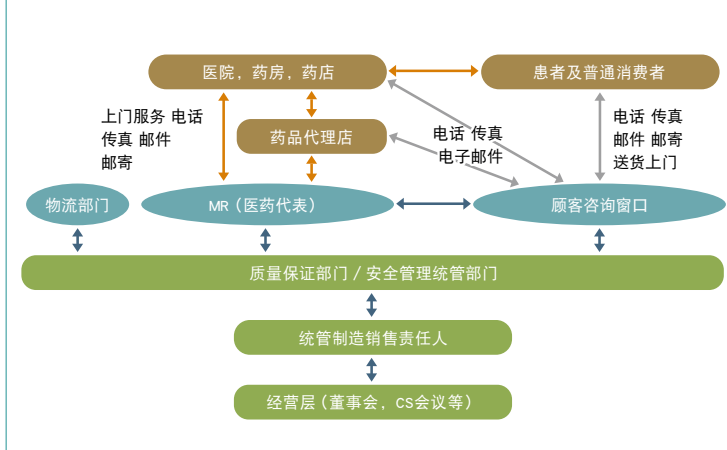 医院，药房，药店
患者及普通消费者
上门服务 电话
传真 邮件
邮寄
药品代理店
电话 传真
电子邮件
电话 传真
邮件 邮寄
送货上门
物流部门
MR（医药代表）
顾客咨询窗口
质量保证部门 / 安全管理统管部门
统管制造销售责任人
经营层（董事会，CS会议等）